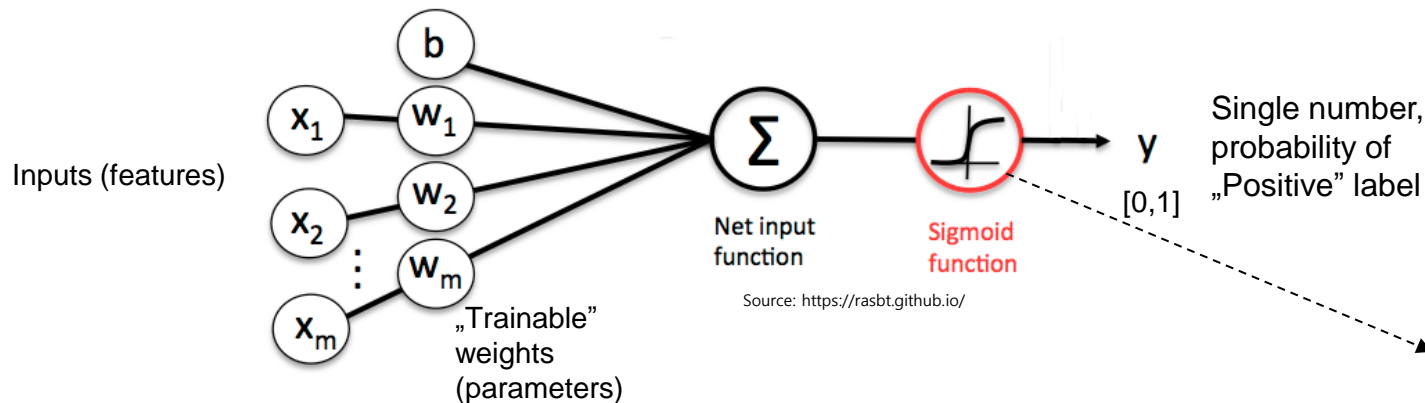 Inputs (features)
b
x1
w1
x2
w2
⋮
xm
wm
„Trainable”
weights
(parameters)
Σ
Net input
function
Sigmoid
function
Source: https://rasbt.github.io/
y
[0,1]
Single number,
probability of
„Positive” label